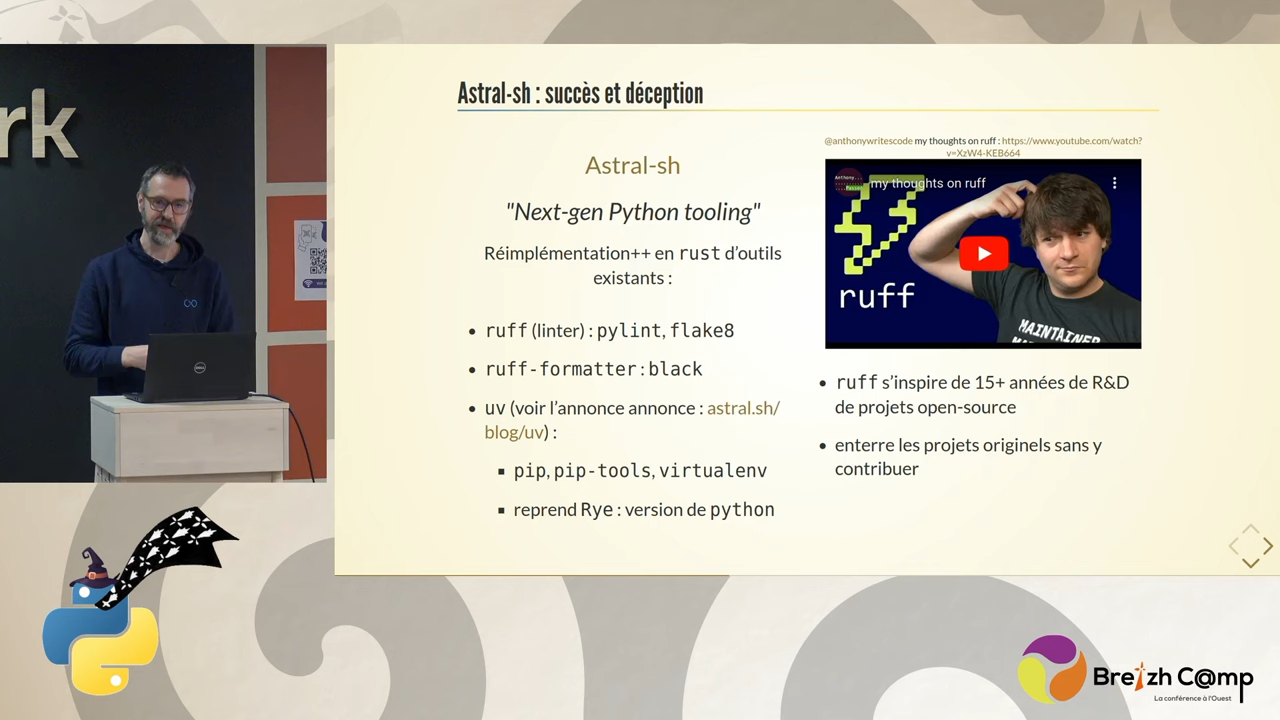 rk
DELL
Astral-sh : succès et déception
Astral-sh
"Next-gen Python tooling"
Réimplémentation++ en rust d’outils
existants :
• ruff (linter) : pylint, flake8
• ruff-formatter : black
• uv (voir l’annonce annonce : astral.sh/
blog/uv) :
▪ pip, pip-tools, virtualenv
▪ reprend Rye : version de python
@anthonywritescode my thoughts on ruff : https://www.youtube.com/watch?
v=XzW4-KEB664
my thoughts on ruff
ruff
MAINTAINER
• ruff s’inspire de 15+ années de R&D
de projets open-source
• enterre les projets originels sans y
contribuer
Breizh C@mp
La conférence à l'Ouest